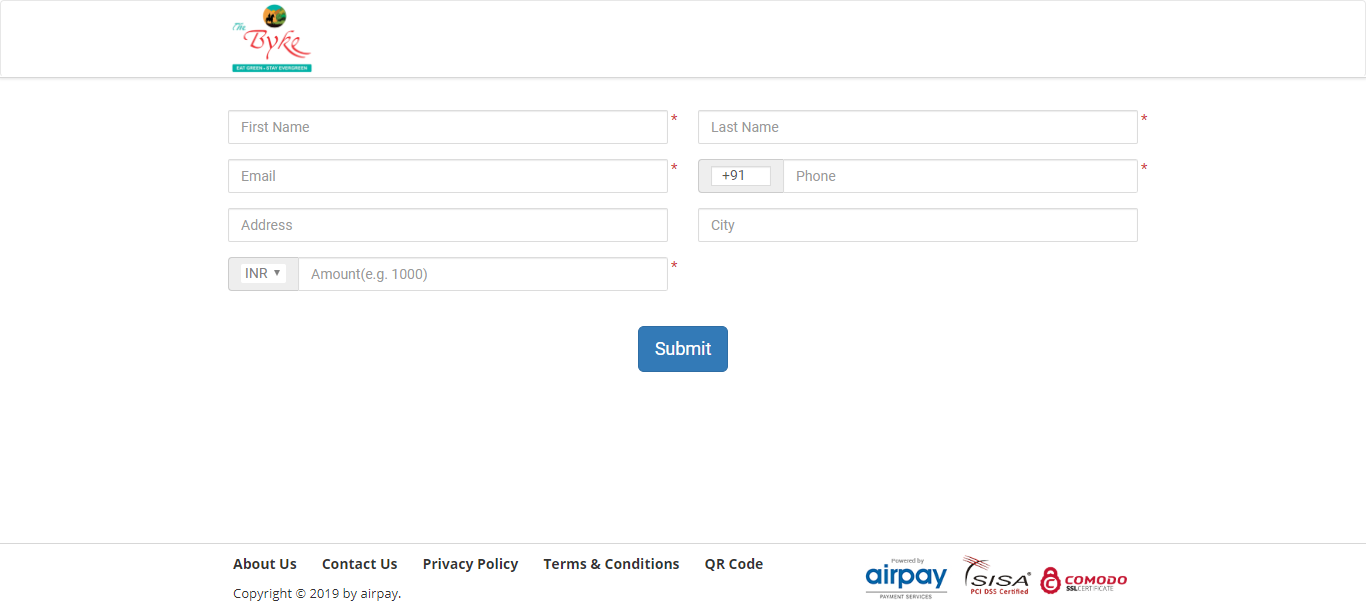 The
Byke
EAT GREEN - STAY EVERGREEN
First Name *
Last Name *
Email *
+91 Phone *
Address
City
INR ▼ Amount(e.g. 1000) *
Submit
About Us Contact Us Privacy Policy Terms & Conditions QR Code
Copyright © 2019 by airpay.
Powered by
airpay
PAYMENT SERVICES
SISA
PCI DSS Certified
COMODO
SSL CERTIFICATE